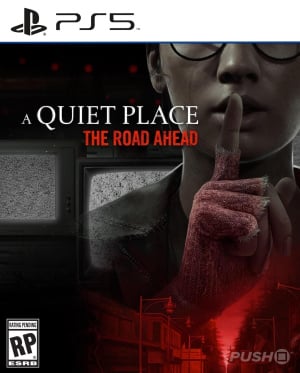 PS5
A QUIET PLACE
THE ROAD AHEAD
RATING PENDING
RP
ESRB
PUSH